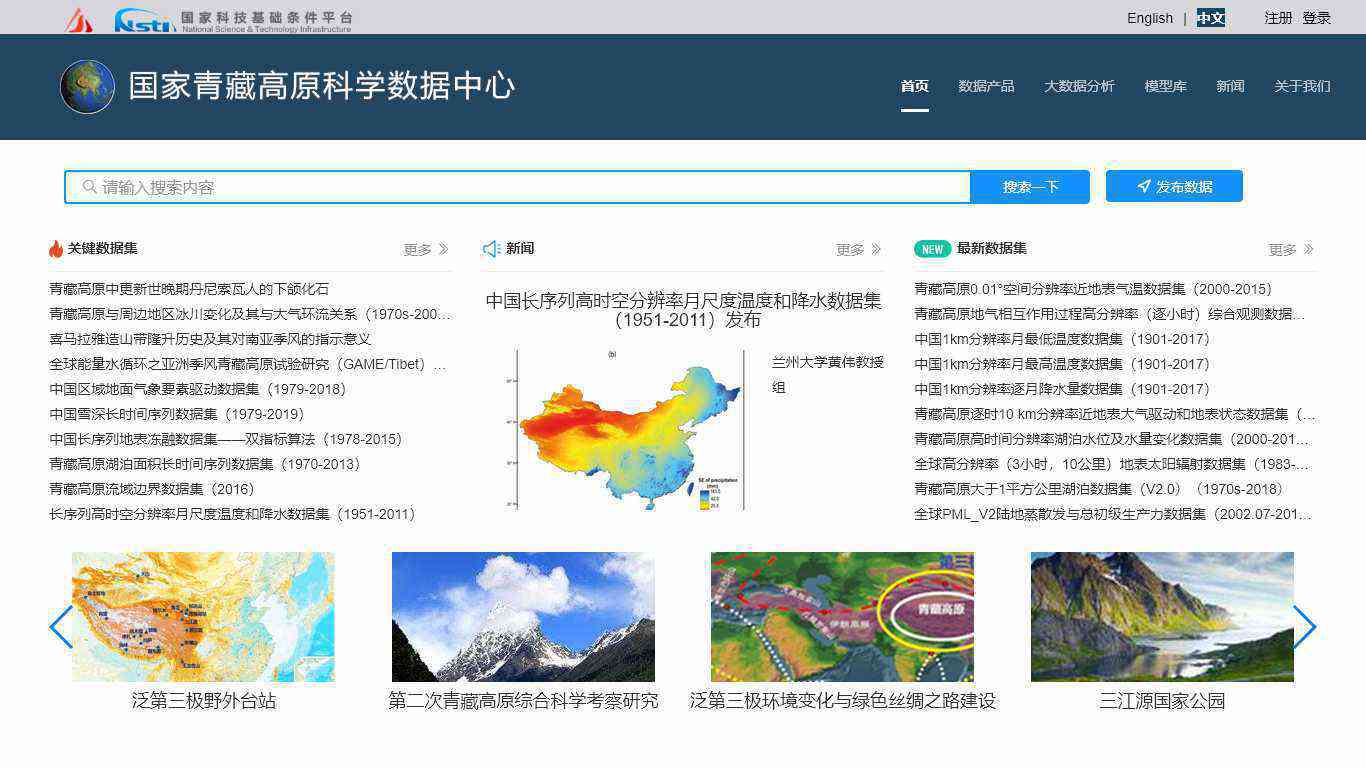 Nsti 国家科技基础条件平台
National Science & Technology Infrastructure
English | 中文 注册 登录
国家青藏高原科学数据中心
首页 数据产品 大数据分析 模型库 新闻 关于我们
请输入搜索内容 搜索一下 发布数据
关键数据集 更多
青藏高原中更新世晚期丹尼索瓦人的下颌化石
青藏高原与周边地区冰川变化及其与大气环流关系（1970s-200...
喜马拉雅造山带隆升历史及其对南亚季风的指示意义
全球能量水循环之亚洲季风青藏高原试验研究（GAME/Tibet）...
中国区域地面气象要素驱动数据集（1979-2018）
中国雪深长时间序列数据集（1979-2019）
中国长序列地表冻融数据集——双指标算法（1978-2015）
青藏高原湖泊面积长时间序列数据集（1970-2013）
青藏高原流域边界数据集（2016）
长序列高时空分辨率月尺度温度和降水数据集（1951-2011）
新闻 更多
中国长序列高时空分辨率月尺度温度和降水数据集
（1951-2011）发布
(b)
SE of precipitation
(mm)
兰州大学黄伟教授
组
NEW 最新数据集 更多
青藏高原0.01°空间分辨率近地表气温数据集（2000-2015）
青藏高原地气相互作用过程高分辨率（逐小时）综合观测数据...
中国1km分辨率月最低温度数据集（1901-2017）
中国1km分辨率月最高温度数据集（1901-2017）
中国1km分辨率逐月降水量数据集（1901-2017）
青藏高原逐时10 km分辨率近地表大气驱动和地表状态数据集（...
青藏高原高时间分辨率湖泊水位及水量变化数据集（2000-201...
全球高分辨率（3小时，10公里）地表太阳辐射数据集（1983-...
青藏高原大于1平方公里湖泊数据集（V2.0）（1970s-2018）
全球PML_V2陆地蒸散发与总初级生产力数据集（2002.07-201...
青藏高原
伊朗高原
泛第三极野外台站
第二次青藏高原综合科学考察研究
泛第三极环境变化与绿色丝绸之路建设
三江源国家公园